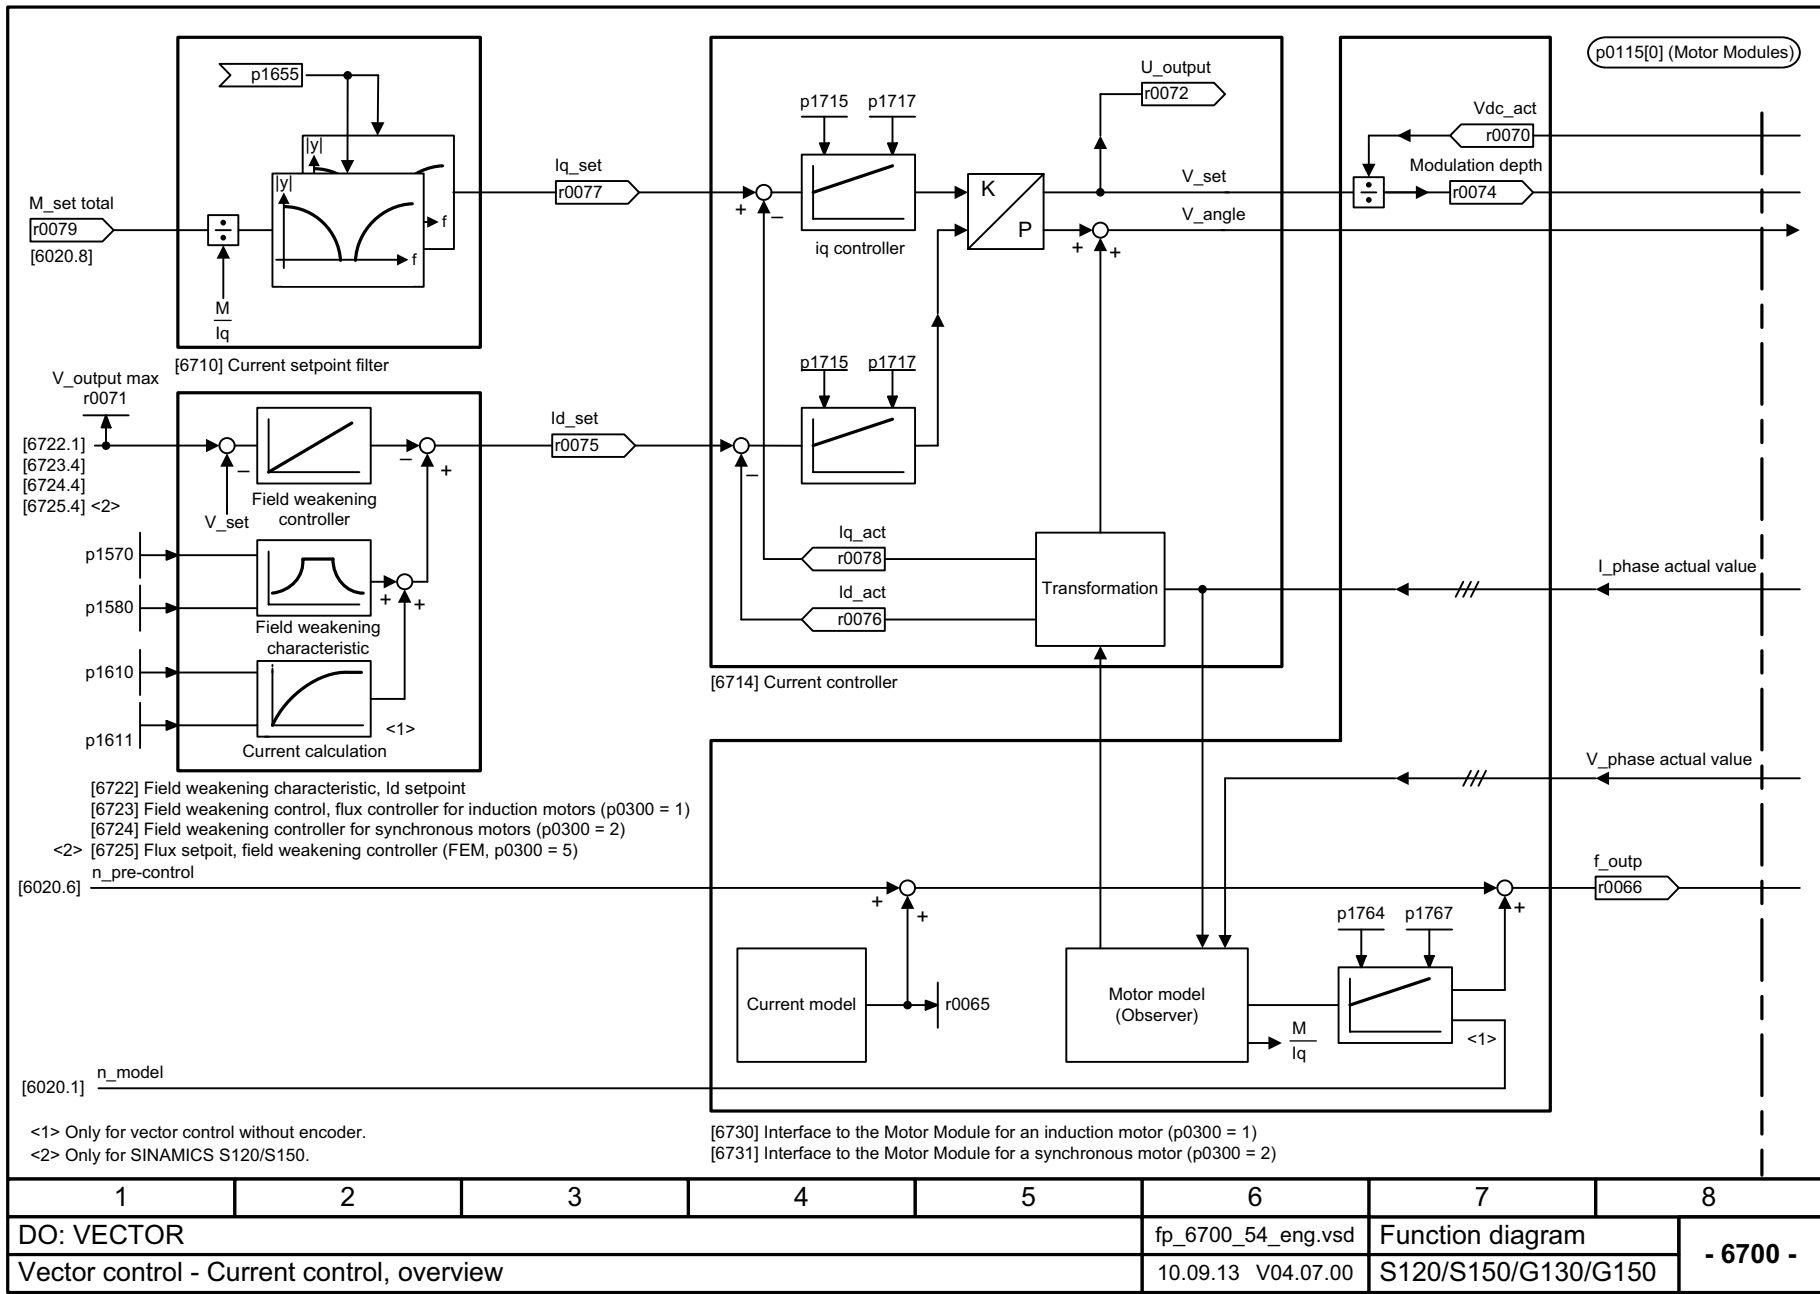 p0115[0] (Motor Modules)
p1655
|y|
f
|y|
f
M_set total
r0079
[6020.8]
÷
M
Iq
[6710] Current setpoint filter
Iq_set
r0077
p1715
p1717
iq controller
+
–
K
P
U_output
r0072
V_set
V_angle
+
+
÷
Vdc_act
r0070
Modulation depth
r0074
V_output max
r0071
[6722.1]
[6723.4]
[6724.4]
[6725.4] <2>
–
V_set
Field weakening
controller
–
+
Id_set
r0075
p1715
p1717
–
p1570
p1580
Field weakening
characteristic
+
+
p1610
p1611
<1>
Current calculation
Iq_act
r0078
Id_act
r0076
Transformation
I_phase actual value
[6714] Current controller
V_phase actual value
[6722] Field weakening characteristic, Id setpoint
[6723] Field weakening control, flux controller for induction motors (p0300 = 1)
[6724] Field weakening controller for synchronous motors (p0300 = 2)
<2> [6725] Flux setpoit, field weakening controller (FEM, p0300 = 5)
n_pre-control
[6020.6]
+
+
+
f_outp
r0066
p1764
p1767
Current model
r0065
Motor model
(Observer)
M
Iq
<1>
n_model
[6020.1]
<1> Only for vector control without encoder.
<2> Only for SINAMICS S120/S150.
[6730] Interface to the Motor Module for an induction motor (p0300 = 1)
[6731] Interface to the Motor Module for a synchronous motor (p0300 = 2)
1 2 3 4 5 6 7 8
DO: VECTOR
fp_6700_54_eng.vsd
Function diagram
- 6700 -
Vector control - Current control, overview
10.09.13 V04.07.00
S120/S150/G130/G150